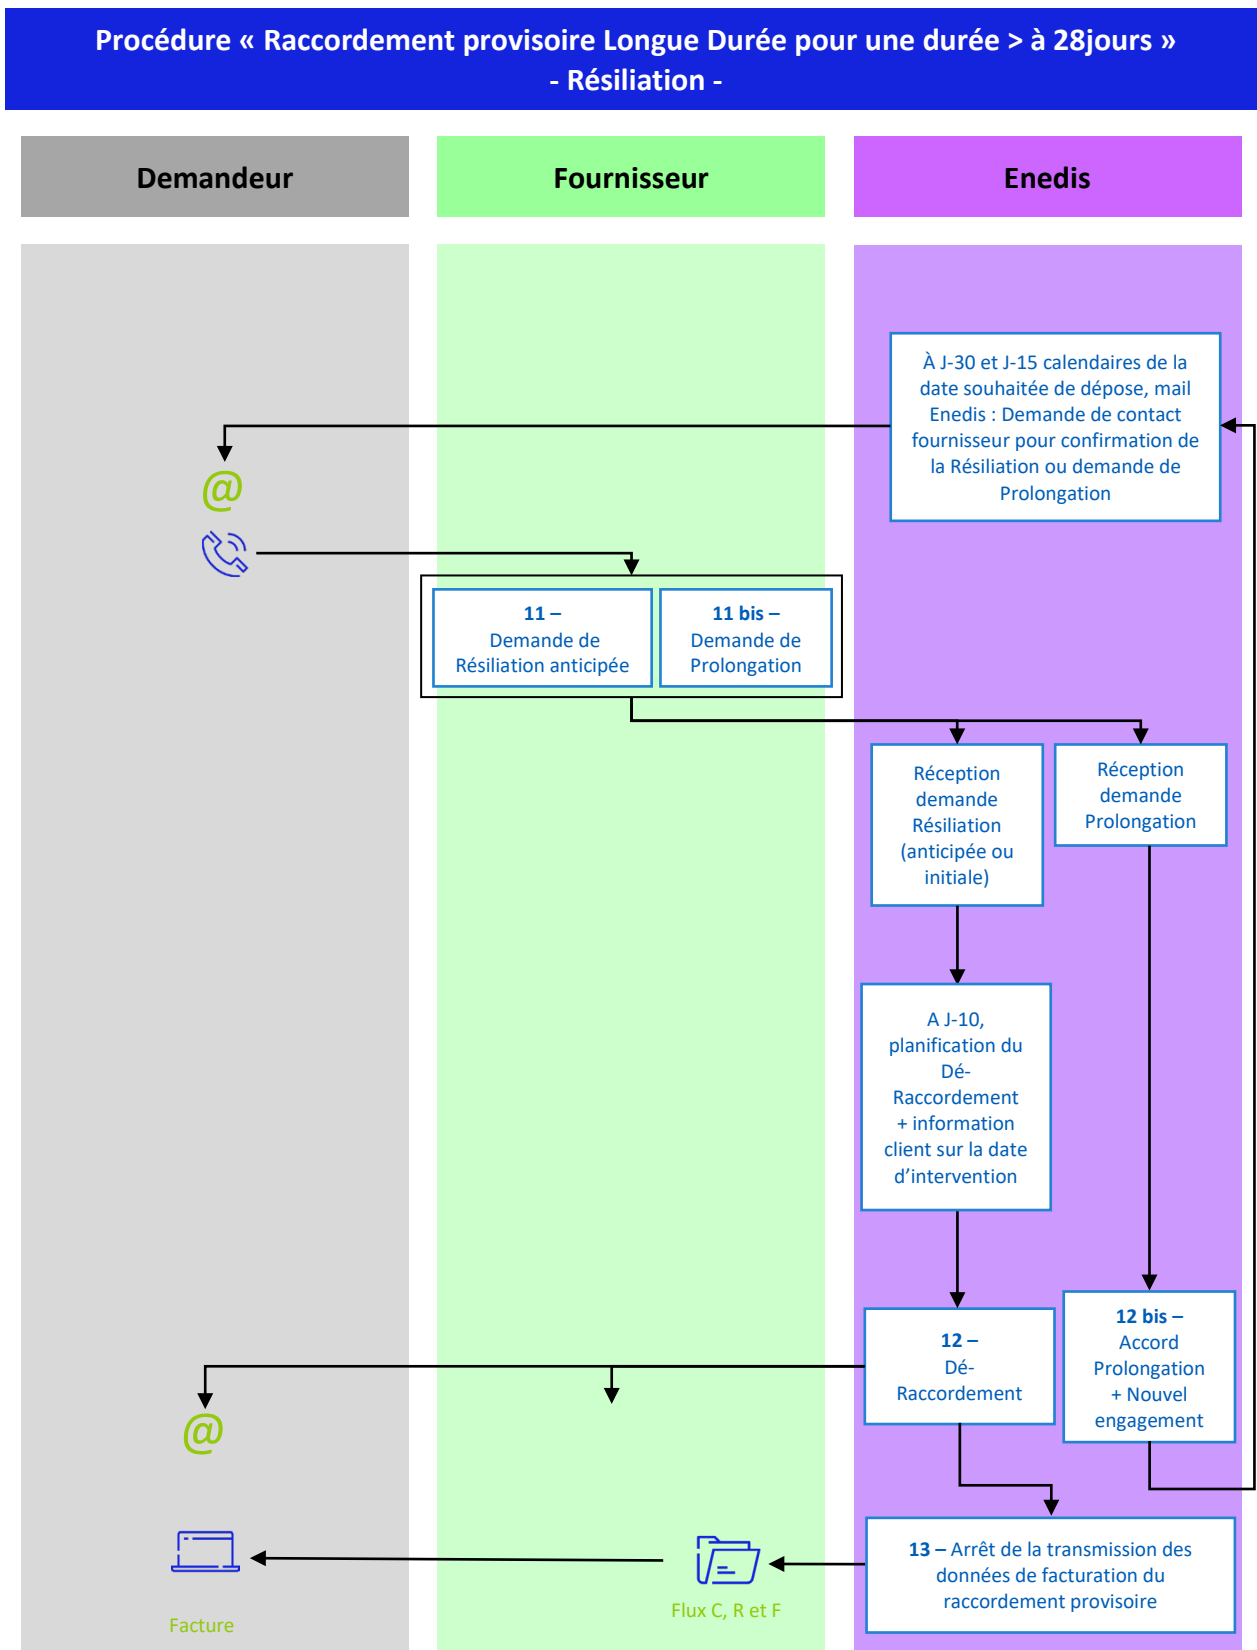 Procédure « Raccordement provisoire Longue Durée pour une durée > à 28jours »
- Résiliation -
Demandeur
Fournisseur
Enedis
À J-30 et J-15 calendaires de la
date souhaitée de dépose, mail
Enedis : Demande de contact
fournisseur pour confirmation de
la Résiliation ou demande de
Prolongation
@
11 –
Demande de
Résiliation anticipée
11 bis –
Demande de
Prolongation
Réception
demande
Résiliation
(anticipée ou
initiale)
Réception
demande
Prolongation
A J-10,
planification du
Dé-
Raccordement
+ information
client sur la date
d’intervention
12 –
Dé-
Raccordement
12 bis –
Accord
Prolongation
+ Nouvel
engagement
@
13 – Arrêt de la transmission des
données de facturation du
raccordement provisoire
Flux C, R et F
Facture